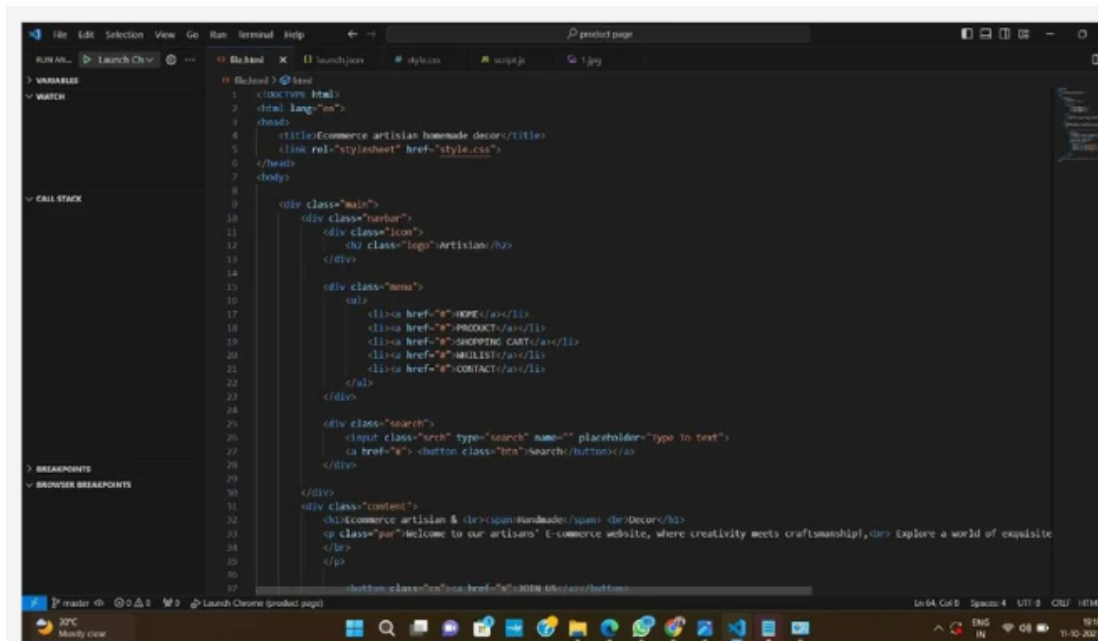 File Edit Selection View Go Run Terminal Help
product page
RUN AN... Launch Ch
file.html
launch.json
style.css
script.js
1.jpg
VARIABLES
WATCH
CALL STACK
BREAKPOINTS
BROWSER BREAKPOINTS
file.html > html
1 <!DOCTYPE html>
2 <html lang="en">
3 <head>
4 <title>Ecommerce artisian homemade decor</title>
5 <link rel="stylesheet" href="style.css">
6 </head>
7 <body>
8
9 <div class="main">
10 <div class="navbar">
11 <div class="icon">
12 <h2 class="logo">Artisian</h2>
13 </div>
14
15 <div class="menu">
16 <ul>
17 <li><a href="#">HOME</a></li>
18 <li><a href="#">PRODUCT</a></li>
19 <li><a href="#">SHOPPING CART</a></li>
20 <li><a href="#">WHILIST</a></li>
21 <li><a href="#">CONTACT</a></li>
22 </ul>
23 </div>
24
25 <div class="search">
26 <input class="srch" type="search" name="" placeholder="Type To text">
27 <a href="#"> <button class="btn">Search</button></a>
28 </div>
29
30 </div>
31 <div class="content">
32 <h1>Ecommerce artisian & <br><span>Handmade</span> <br>Decor</h1>
33 <p class="par">Welcome to our artisans' E-commerce website, where creativity meets craftsmanship!,<br> Explore a world of exquisite
34 </br>
35 </p>
36
37 <button class="cn"><a href="#">JOIN US</a></button>
master 0 0 0 Launch Chrome (product page)
Ln 64, Col 8 Spaces: 4 UTF-8 CRLF HTM
30°C
Mostly clear
ENG
IN